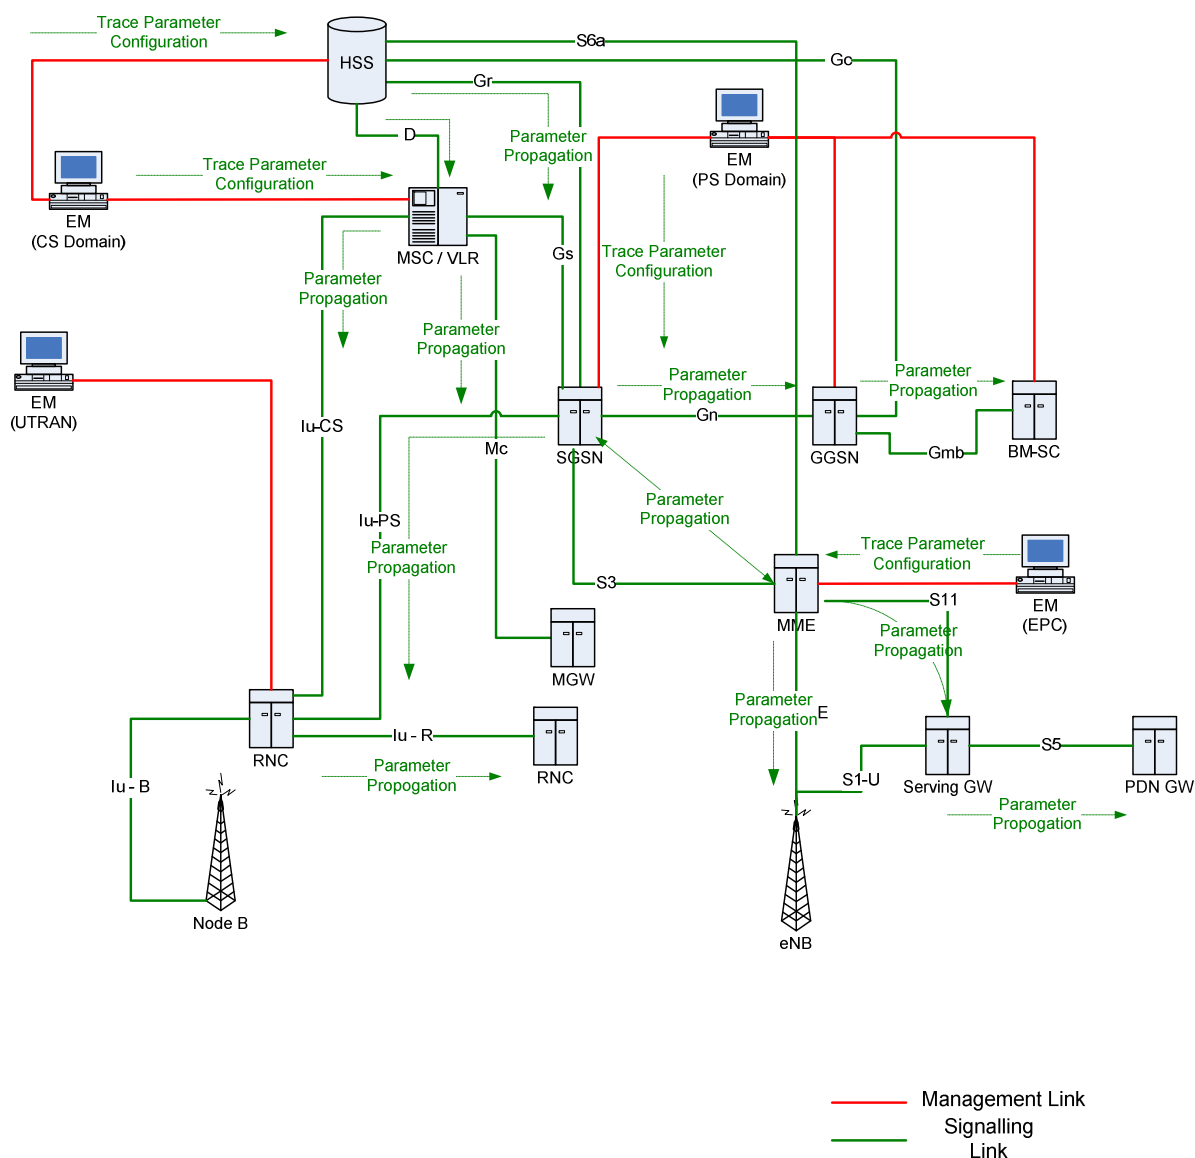 Trace Parameter
Configuration
HSS
S6a
Gc
Gr
D
Parameter
Propagation
EM
(PS Domain)
Trace Parameter
Configuration
EM
(CS Domain)
MSC / VLR
Gs
Trace Parameter
Configuration
Parameter
Propagation
Parameter
Propagation
EM
(UTRAN)
Parameter
Propagation
Parameter
Propagation
Iu-CS
Gn
Mc
SGSN
GGSN
Gmb
BM-SC
Parameter
Propagation
Iu-PS
Parameter
Propagation
Trace Parameter
Configuration
S3
MME
S11
EM
(EPC)
Parameter
Propagation
MGW
Parameter
Propagation
E
RNC
Iu - R
RNC
Parameter
Propogation
Iu - B
S1-U
Serving GW
S5
PDN GW
Parameter
Propogation
Node B
eNB
Management Link
Signalling
Link